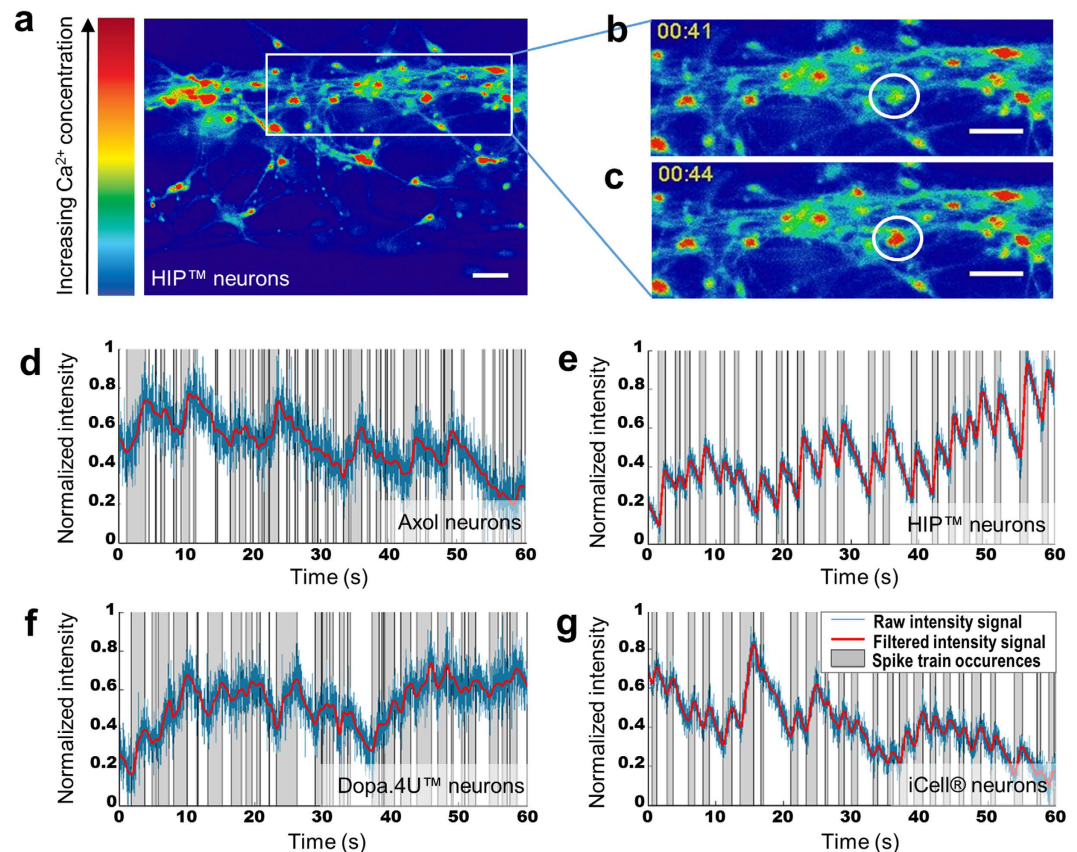 a
Increasing Ca²⁺ concentration
HIP™ neurons
b
00:41
c
00:44
d
Normalized intensity
1
0.8
0.6
0.4
0.2
0
Axol neurons
0 10 20 30 40 50 60
Time (s)
e
Normalized intensity
1
0.8
0.6
0.4
0.2
0
HIP™ neurons
0 10 20 30 40 50 60
Time (s)
f
Normalized intensity
1
0.8
0.6
0.4
0.2
0
Dopa.4U™ neurons
0 10 20 30 40 50 60
Time (s)
g
Normalized intensity
1
0.8
0.6
0.4
0.2
0
Raw intensity signal
Filtered intensity signal
Spike train occurences
iCell® neurons
0 10 20 30 40 50 60
Time (s)